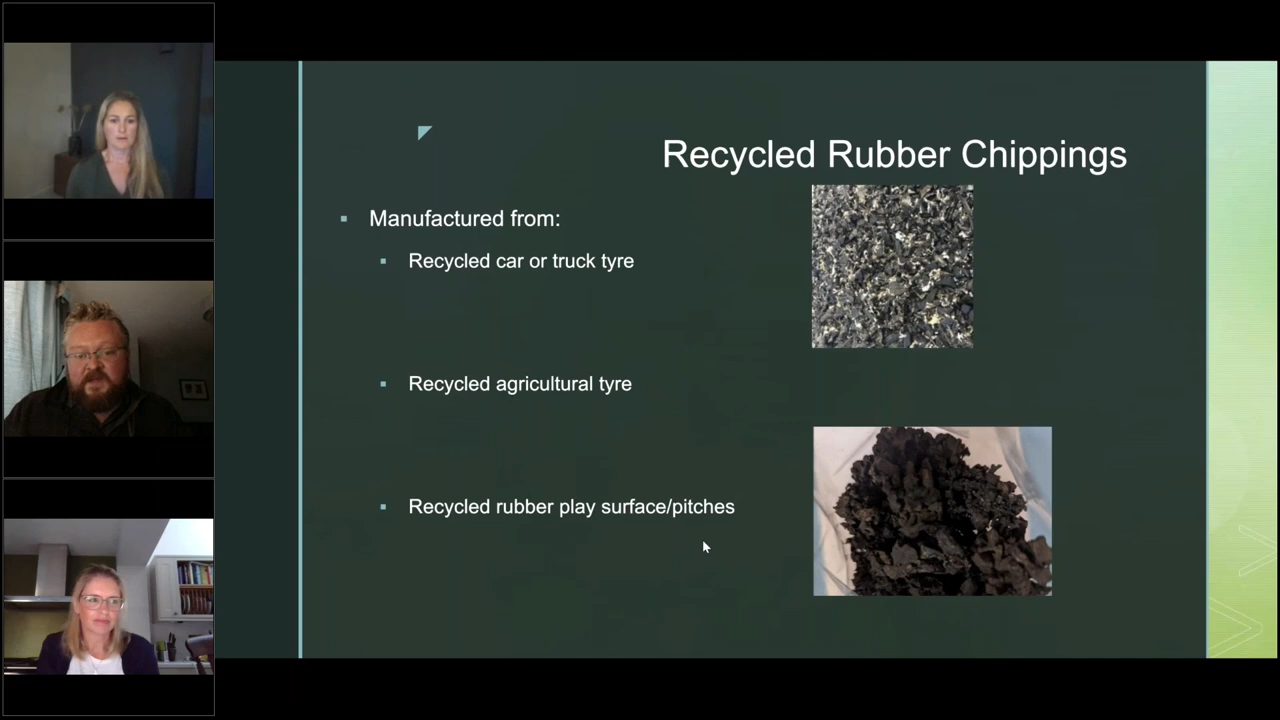 Recycled Rubber Chippings
Manufactured from:
Recycled car or truck tyre
Recycled agricultural tyre
Recycled rubber play surface/pitches